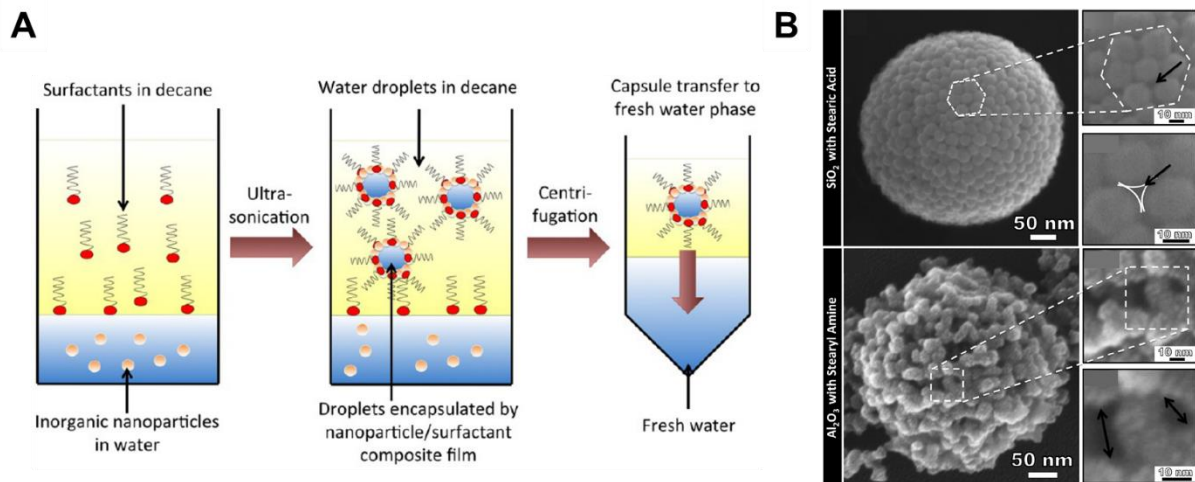 A
Surfactants in decane
Ultra-
sonication
Inorganic nanoparticles
in water
Water droplets in decane
Centri-
fugation
Droplets encapsulated by
nanoparticle/surfactant
composite film
Capsule transfer to
fresh water phase
Fresh water
B
SiO₂ with Stearic Acid
50 nm
10 nm
10 nm
Al₂O₃ with Stearyl Amine
50 nm
10 nm
10 nm